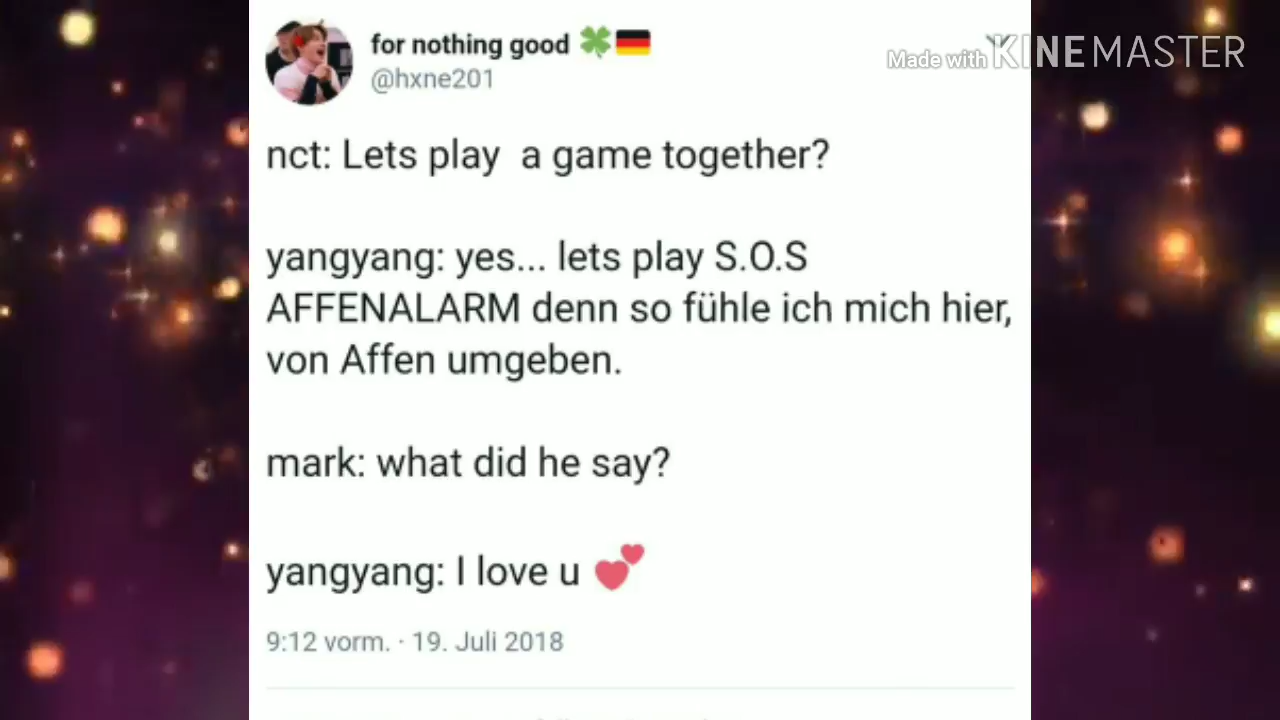 for nothing good 🍀🇩🇪
Made with KINEMASTER
@hxne201
nct: Lets play a game together?
yangyang: yes... lets play S.O.S
AFFENALARM denn so fühle ich mich hier,
von Affen umgeben.
mark: what did he say?
yangyang: I love u 💕
9:12 vorm. · 19. Juli 2018